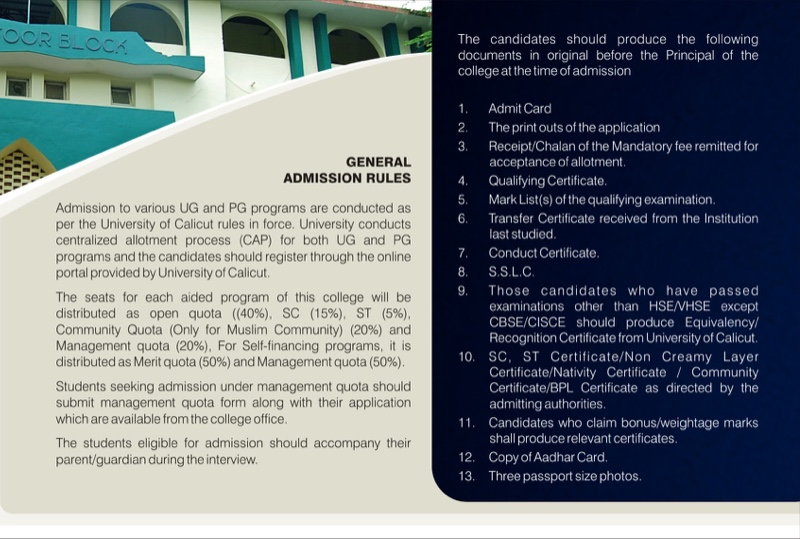 TOOR BLOCK
GENERAL
ADMISSION RULES
Admission to various UG and PG programs are conducted as
per the University of Calicut rules in force. University conducts
centralized allotment process (CAP) for both UG and PG
programs and the candidates should register through the online
portal provided by University of Calicut.
The seats for each aided program of this college will be
distributed as open quota ((40%), SC (15%), ST (5%),
Community Quota (Only for Muslim Community) (20%) and
Management quota (20%), For Self-financing programs, it is
distributed as Merit quota (50%) and Management quota (50%).
Students seeking admission under management quota should
submit management quota form along with their application
which are available from the college office.
The students eligible for admission should accompany their
parent/guardian during the interview.
The candidates should produce the following
documents in original before the Principal of the
college at the time of admission
1. Admit Card
2. The print outs of the application
3. Receipt/Chalan of the Mandatory fee remitted for
acceptance of allotment.
4. Qualifying Certificate.
5. Mark List(s) of the qualifying examination.
6. Transfer Certificate received from the Institution
last studied.
7. Conduct Certificate.
8. S.S.L.C.
9. Those candidates who have passed
examinations other than HSE/VHSE except
CBSE/CISCE should produce Equivalency/
Recognition Certificate from University of Calicut.
10. SC, ST Certificate/Non Creamy Layer
Certificate/Nativity Certificate / Community
Certificate/BPL Certificate as directed by the
admitting authorities.
11. Candidates who claim bonus/weightage marks
shall produce relevant certificates.
12. Copy of Aadhar Card.
13. Three passport size photos.